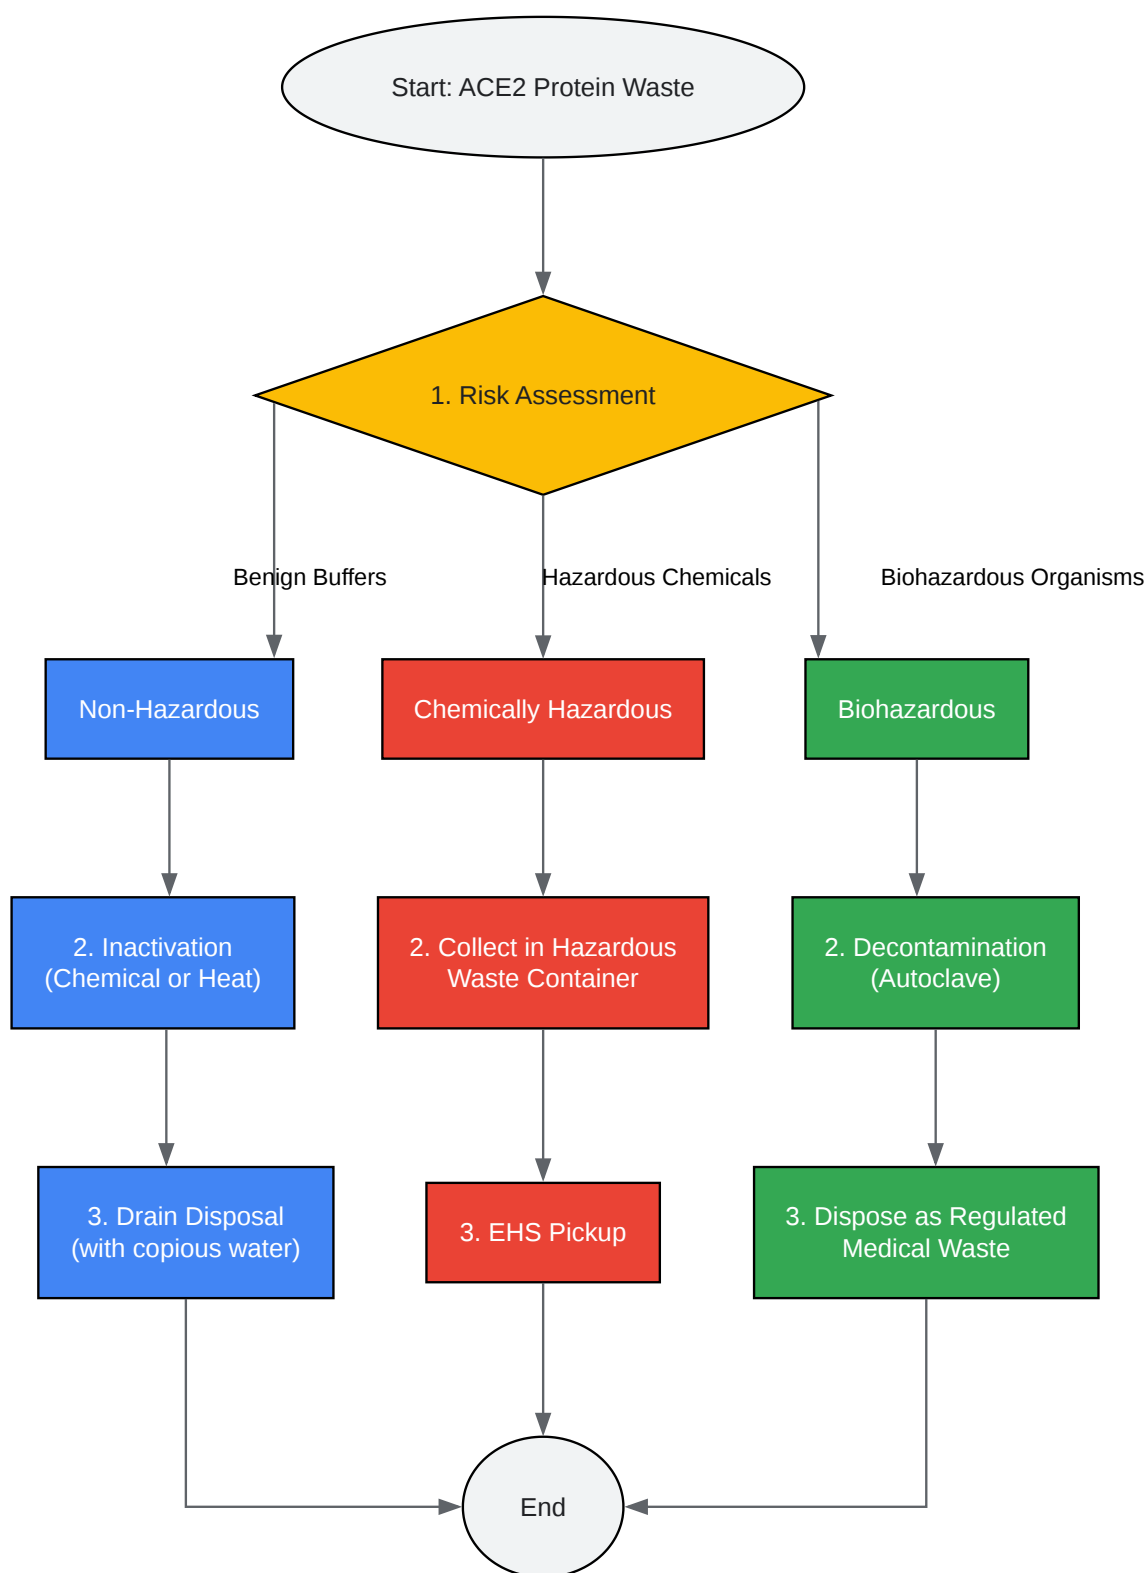 Start: ACE2 Protein Waste
1. Risk Assessment
Benign Buffers
Hazardous Chemicals
Biohazardous Organisms
Non-Hazardous
Chemically Hazardous
Biohazardous
2. Inactivation
(Chemical or Heat)
2. Collect in Hazardous
Waste Container
2. Decontamination
(Autoclave)
3. Drain Disposal
(with copious water)
3. EHS Pickup
3. Dispose as Regulated
Medical Waste
End